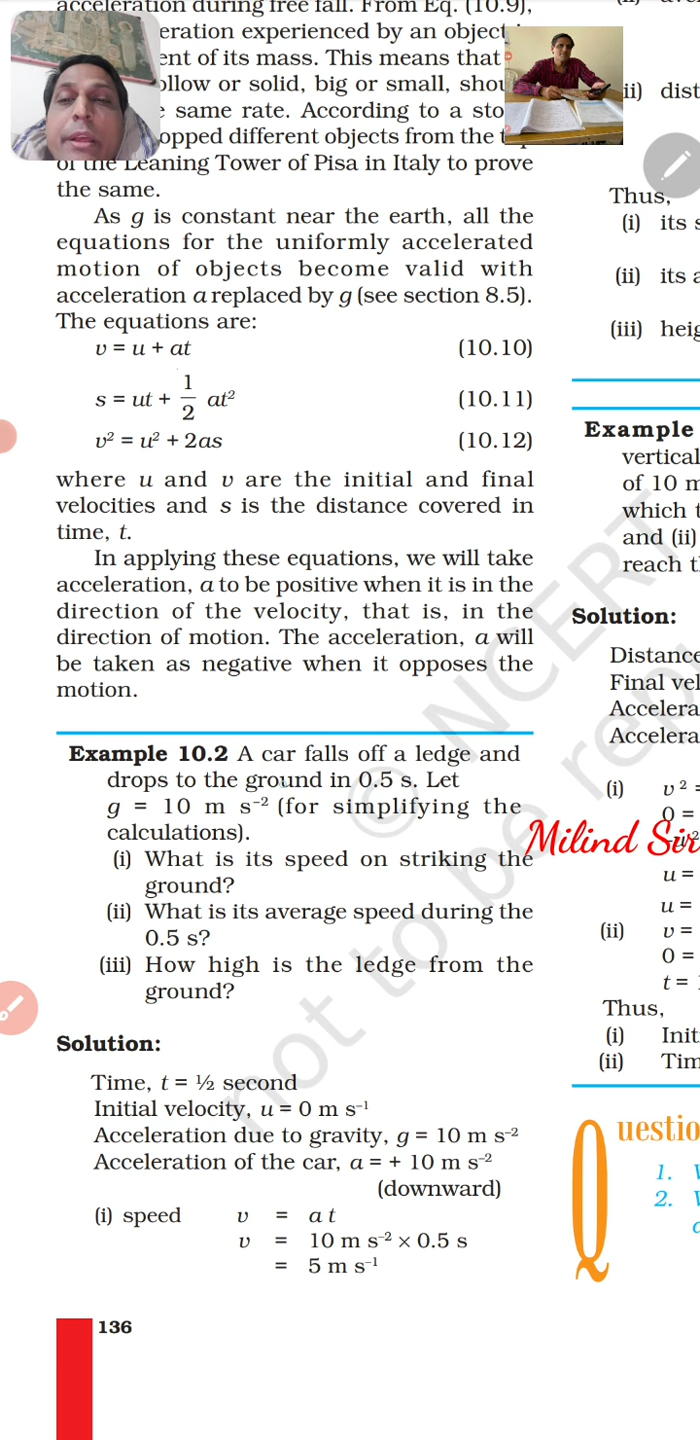 acceleration during free fall. From Eq. (10.9),
eration experienced by an object
ent of its mass. This means that
ollow or solid, big or small, shou
e same rate. According to a sto
opped different objects from the
of the Leaning Tower of Pisa in Italy to prove
the same.
As g is constant near the earth, all the
equations for the uniformly accelerated
motion of objects become valid with
acceleration a replaced by g (see section 8.5).
The equations are:
v = u + at (10.10)
s = ut + 1/2 at² (10.11)
v² = u² + 2as (10.12)
where u and v are the initial and final
velocities and s is the distance covered in
time, t.
In applying these equations, we will take
acceleration, a to be positive when it is in the
direction of the velocity, that is, in the
direction of motion. The acceleration, a will
be taken as negative when it opposes the
motion.
Example 10.2 A car falls off a ledge and
drops to the ground in 0.5 s. Let
g = 10 m s⁻² (for simplifying the
calculations).
(i) What is its speed on striking the
ground?
(ii) What is its average speed during the
0.5 s?
(iii) How high is the ledge from the
ground?
Solution:
Time, t = ½ second
Initial velocity, u = 0 m s⁻¹
Acceleration due to gravity, g = 10 m s⁻²
Acceleration of the car, a = + 10 m s⁻²
(downward)
(i) speed v = a t
v = 10 m s⁻² × 0.5 s
= 5 m s⁻¹
136
ii) dist
Thus,
(i) its s
(ii) its a
(iii) heig
Example
vertical
of 10 m
which t
and (ii)
reach t
Solution:
Distance
Final vel
Accelera
Accelera
(i) v² =
0 =
Milind Sir
u =
u =
(ii) v =
0 =
t =
Thus,
(i) Init
(ii) Tim
Questio
1.
2.
© NCERT
not to be rep